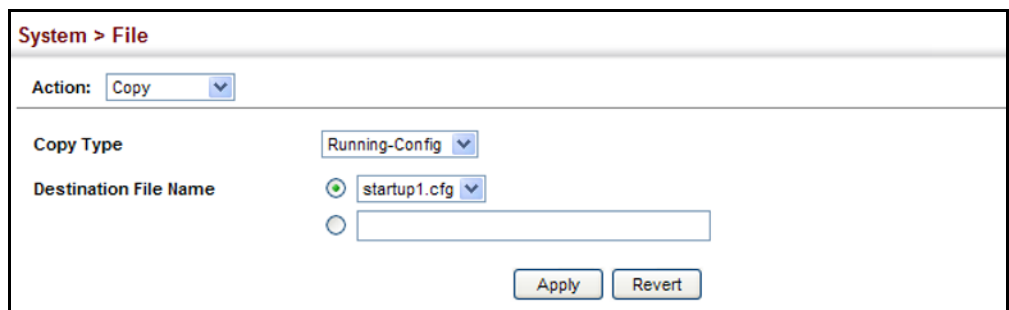 System > File
Action: Copy
Copy Type Running-Config
Destination File Name startup1.cfg
Apply Revert